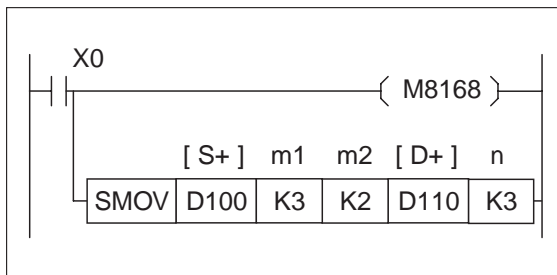 X0
M8168
[ S+ ] m1 m2 [ D+ ] n
SMOV D100 K3 K2 D110 K3